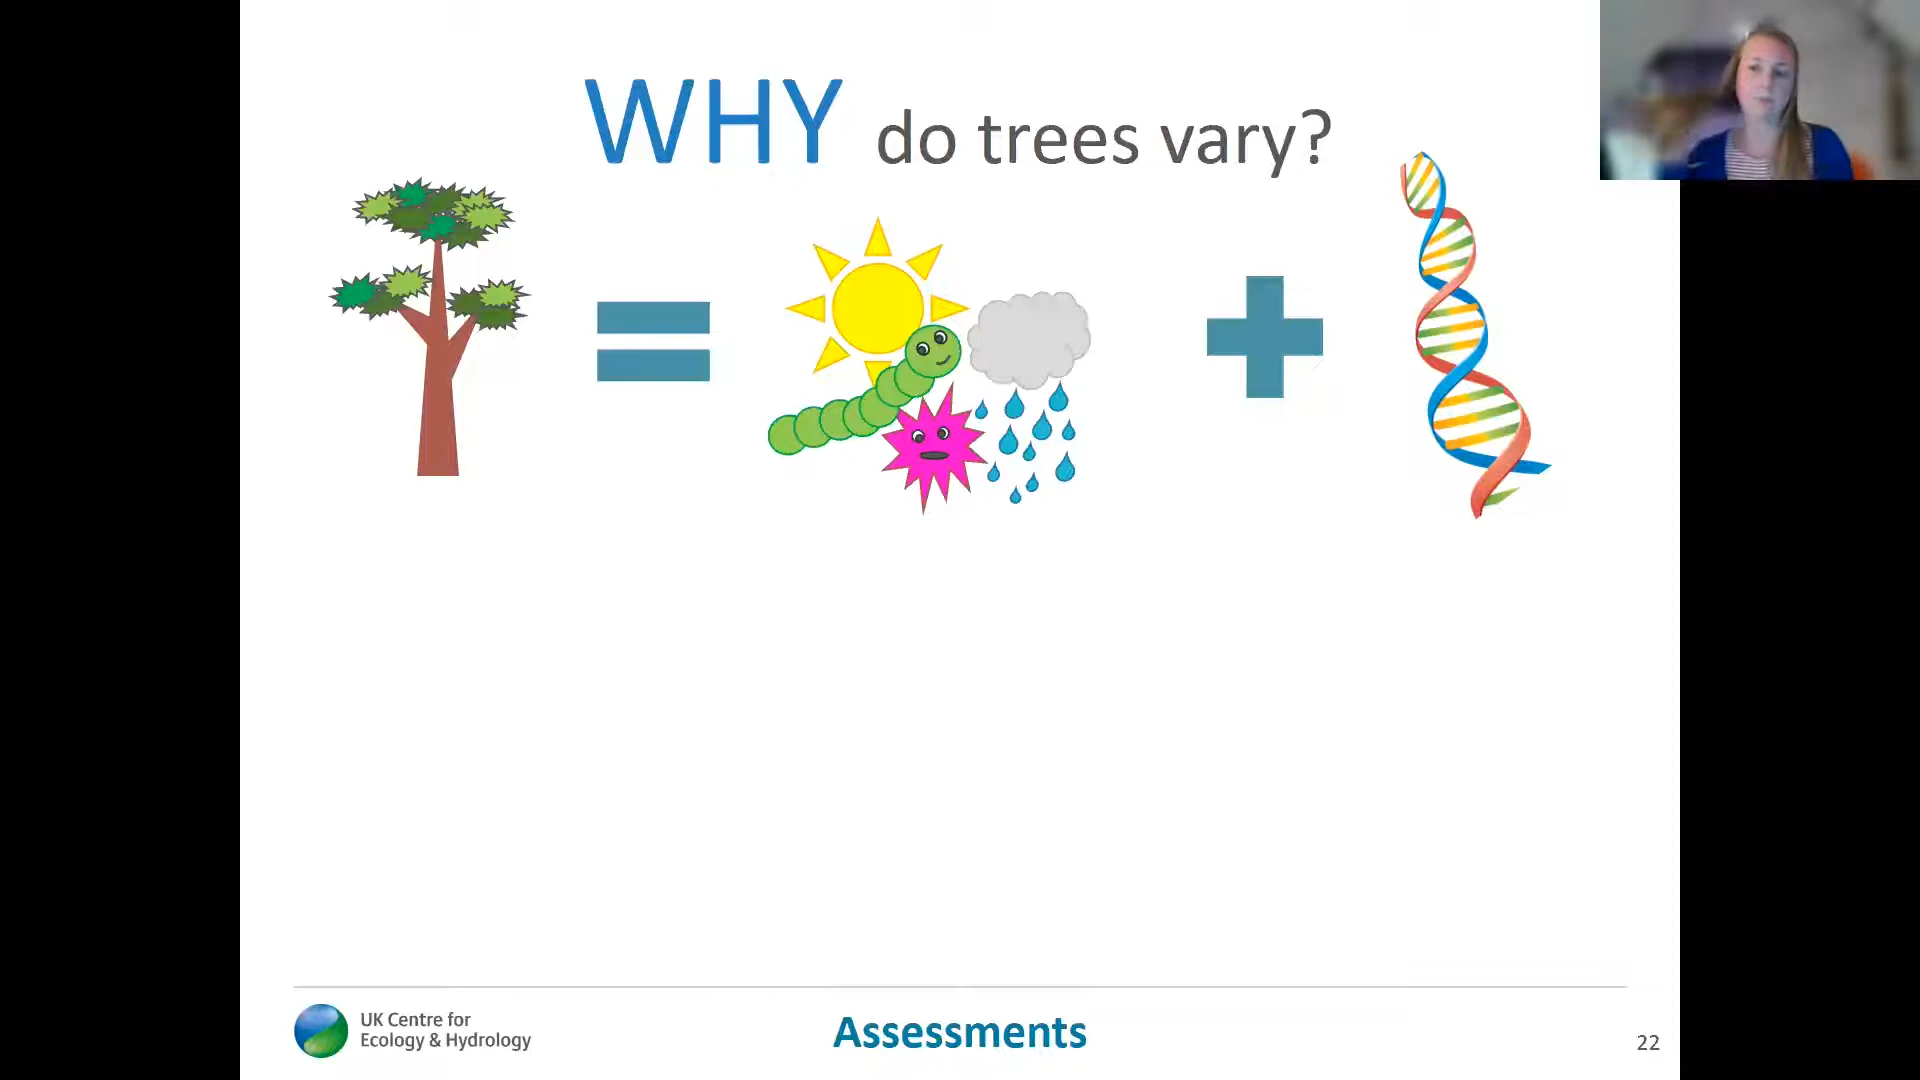 WHY do trees vary?
UK Centre for
Ecology & Hydrology
Assessments
22